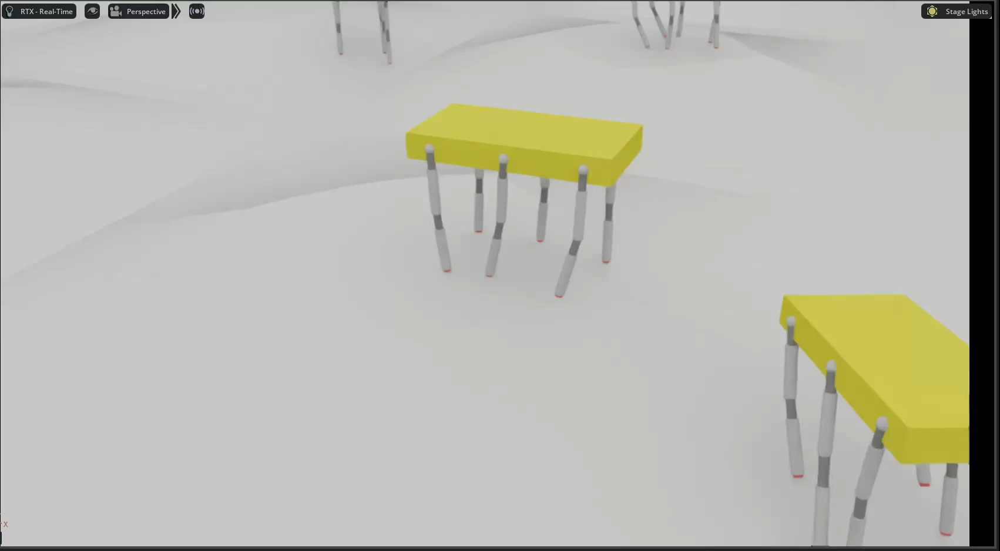 RTX - Real-Time
Perspective
Stage Lights
X